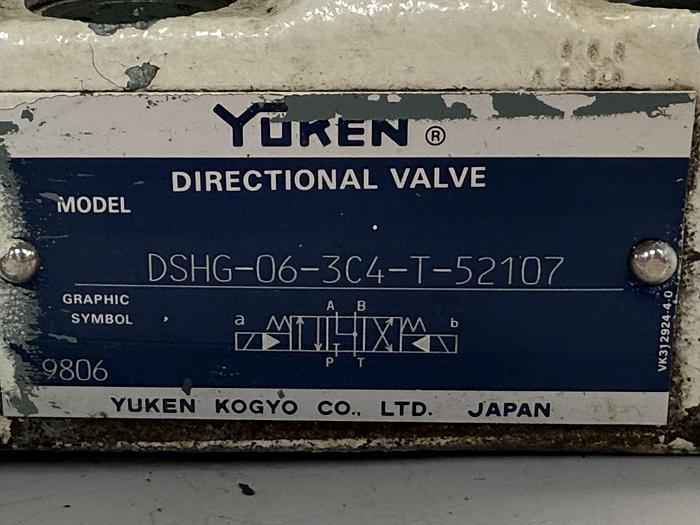 YUKEN ®
DIRECTIONAL VALVE
MODEL
DSHG-06-3C4-T-52107
GRAPHIC
SYMBOL
A B
a b
P T
9806
VK312924-4-0
YUKEN KOGYO CO., LTD. JAPAN